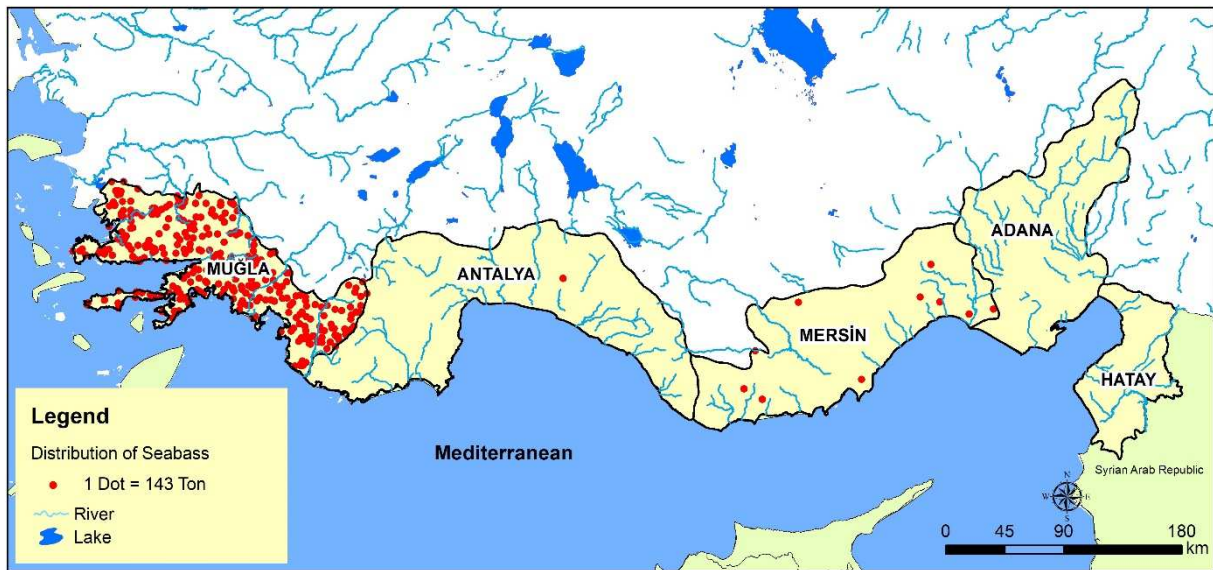 MUĞLA
ANTALYA
MERSİN
ADANA
HATAY
Mediterranean
Syrian Arab Republic
Legend
Distribution of Seabass
1 Dot = 143 Ton
River
Lake
N
W E
S
0 45 90 180
km